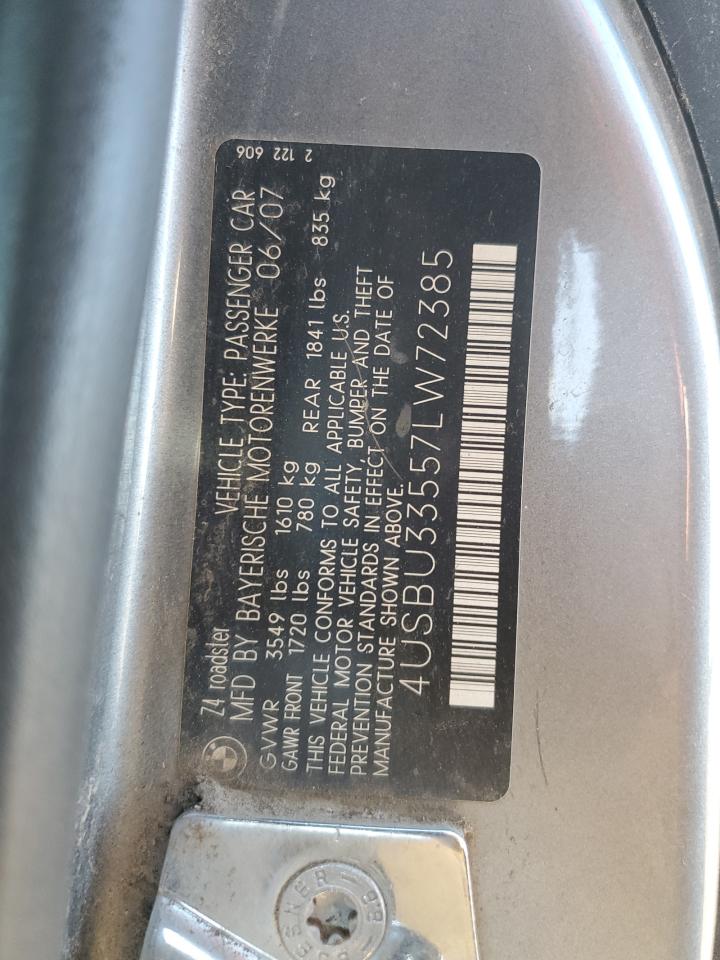 Z4 roadster VEHICLE TYPE: PASSENGER CAR
MFD BY BAYERISCHE MOTORENWERKE 06/07
GVWR 3549 lbs 1610 kg
GAWR FRONT 1720 lbs 780 kg REAR 1841 lbs 835 kg
THIS VEHICLE CONFORMS TO ALL APPLICABLE U.S.
FEDERAL MOTOR VEHICLE SAFETY, BUMPER AND THEFT
PREVENTION STANDARDS IN EFFECT ON THE DATE OF
MANUFACTURE SHOWN ABOVE.
4USBU33557LW72385
2 122 606